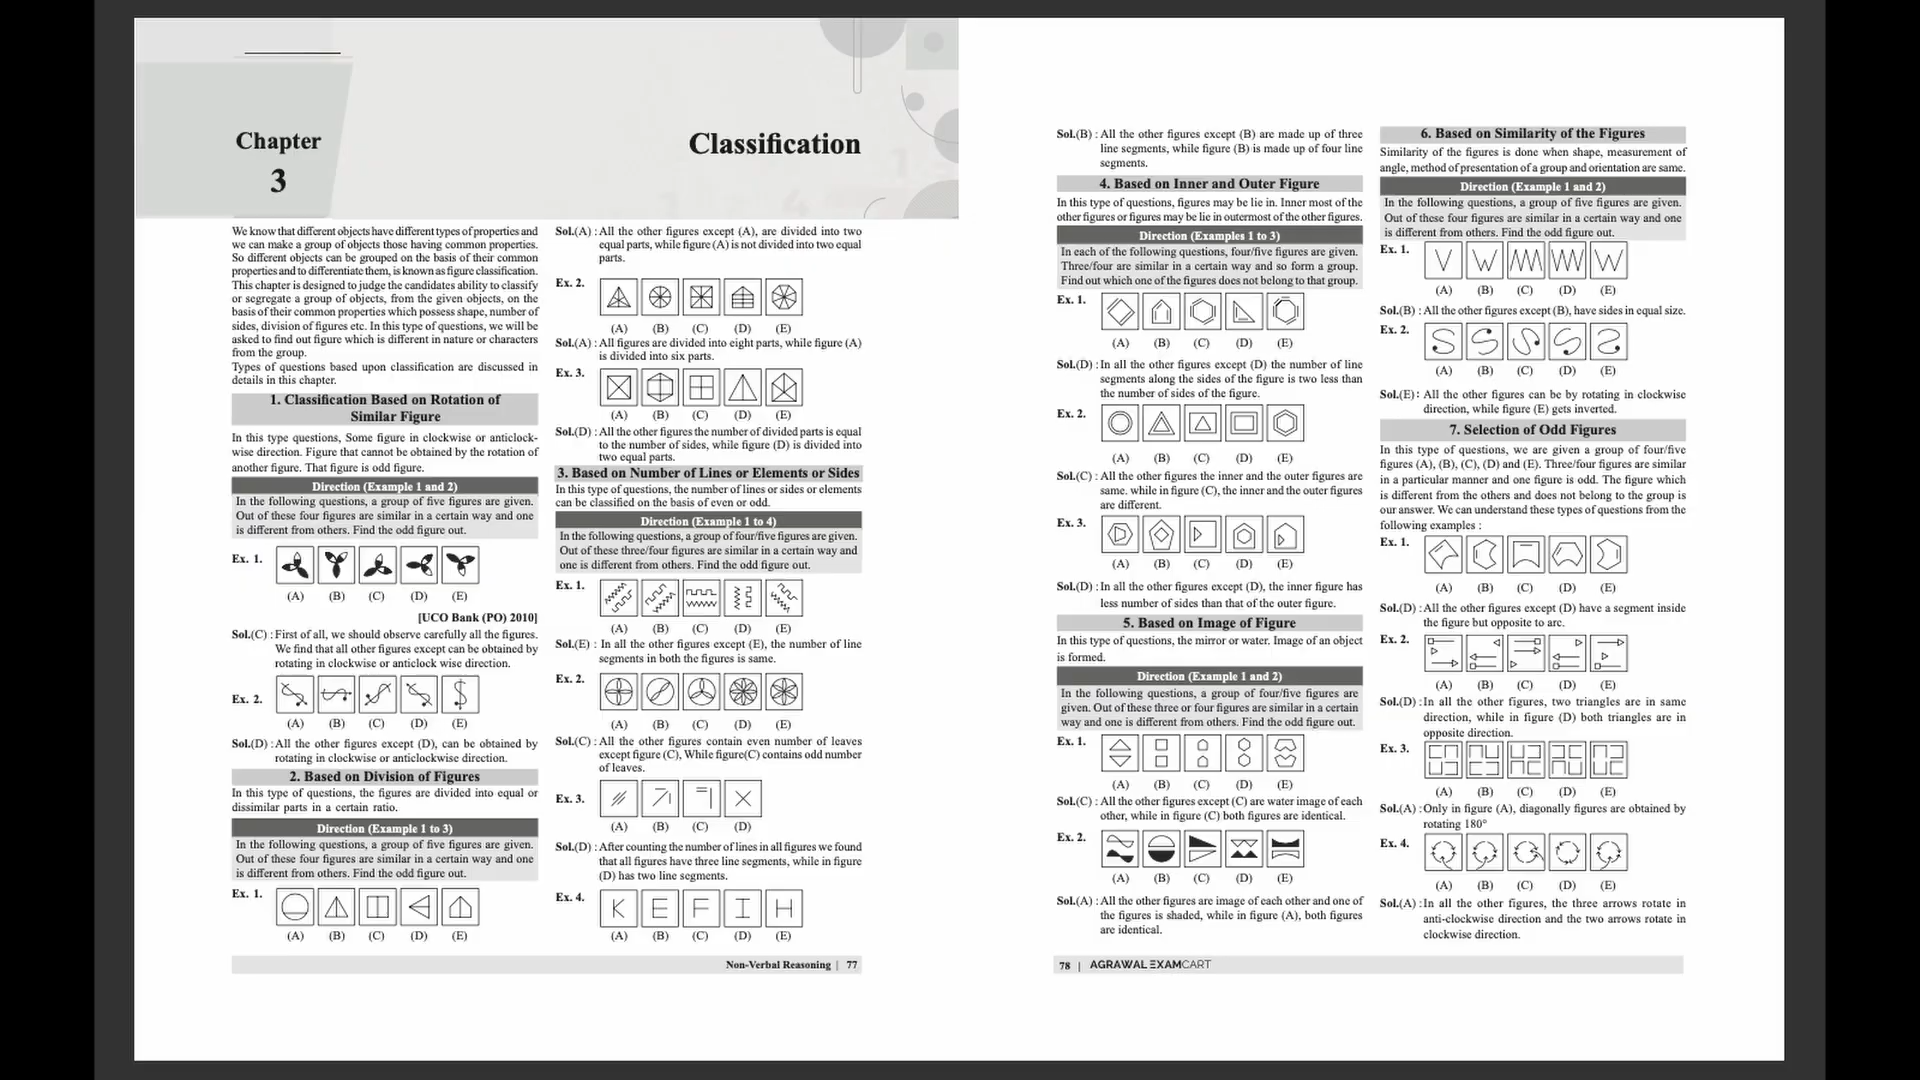 Chapter
3
Classification
We know that different objects have different types of properties and
we can make a group of objects those having common properties.
So different objects can be grouped on the basis of their common
properties and to differentiate them, is known as figure classification.
This chapter is designed to judge the candidates ability to classify
or segregate a group of objects, from the given objects, on the
basis of their common properties which possess shape, number of
sides, division of figures etc. In this type of questions, we will be
asked to find out figure which is different in nature or characters
from the group.
Types of questions based upon classification are discussed in
details in this chapter.
1. Classification Based on Rotation of
Similar Figure
In this type questions, Some figure in clockwise or anticlock-
wise direction. Figure that cannot be obtained by the rotation of
another figure. That figure is odd figure.
Direction (Example 1 and 2)
In the following questions, a group of five figures are given.
Out of these four figures are similar in a certain way and one
is different from others. Find the odd figure out.
Ex. 1.
(A) (B) (C) (D) (E)
[UCO Bank (PO) 2010]
Sol.(C) : First of all, we should observe carefully all the figures.
We find that all other figures except can be obtained by
rotating in clockwise or anticlock wise direction.
Ex. 2.
(A) (B) (C) (D) (E)
Sol.(D) : All the other figures except (D), can be obtained by
rotating in clockwise or anticlockwise direction.
2. Based on Division of Figures
In this type of questions, the figures are divided into equal or
dissimilar parts in a certain ratio.
Direction (Example 1 to 3)
In the following questions, a group of five figures are given.
Out of these four figures are similar in a certain way and one
is different from others. Find the odd figure out.
Ex. 1.
(A) (B) (C) (D) (E)
Sol.(A) : All the other figures except (A), are divided into two
equal parts, while figure (A) is not divided into two equal
parts.
Ex. 2.
(A) (B) (C) (D) (E)
Sol.(A) : All figures are divided into eight parts, while figure (A)
is divided into six parts.
Ex. 3.
(A) (B) (C) (D) (E)
Sol.(D) : All the other figures the number of divided parts is equal
to the number of sides, while figure (D) is divided into
two equal parts.
3. Based on Number of Lines or Elements or Sides
In this type of questions, the number of lines or sides or elements
can be classified on the basis of even or odd.
Direction (Example 1 to 4)
In the following questions, a group of four/five figures are given.
Out of these three/four figures are similar in a certain way and
one is different from others. Find the odd figure out.
Ex. 1.
(A) (B) (C) (D) (E)
Sol.(E) : In all the other figures except (E), the number of line
segments in both the figures is same.
Ex. 2.
(A) (B) (C) (D) (E)
Sol.(C) : All the other figures contain even number of leaves
except figure (C), While figure(C) contains odd number
of leaves.
Ex. 3.
(A) (B) (C) (D)
Sol.(D) : After counting the number of lines in all figures we found
that all figures have three line segments, while in figure
(D) has two line segments.
Ex. 4. K E F I H
(A) (B) (C) (D) (E)
Non-Verbal Reasoning | 77
Sol.(B) : All the other figures except (B) are made up of three
line segments, while figure (B) is made up of four line
segments.
4. Based on Inner and Outer Figure
In this type of questions, figures may be lie in. Inner most of the
other figures or figures may be lie in outermost of the other figures.
Direction (Examples 1 to 3)
In each of the following questions, four/five figures are given.
Three/four are similar in a certain way and so form a group.
Find out which one of the figures does not belong to that group.
Ex. 1.
(A) (B) (C) (D) (E)
Sol.(D) : In all the other figures except (D) the number of line
segments along the sides of the figure is two less than
the number of sides of the figure.
Ex. 2.
(A) (B) (C) (D) (E)
Sol.(C) : All the other figures the inner and the outer figures are
same. while in figure (C), the inner and the outer figures
are different.
Ex. 3.
(A) (B) (C) (D) (E)
Sol.(D) : In all the other figures except (D), the inner figure has
less number of sides than that of the outer figure.
5. Based on Image of Figure
In this type of questions, the mirror or water. Image of an object
is formed.
Direction (Example 1 and 2)
In the following questions, a group of four/five figures are
given. Out of these three or four figures are similar in a certain
way and one is different from others. Find the odd figure out.
Ex. 1.
(A) (B) (C) (D) (E)
Sol.(C) : All the other figures except (C) are water image of each
other, while in figure (C) both figures are identical.
Ex. 2.
(A) (B) (C) (D) (E)
Sol.(A) : All the other figures are image of each other and one of
the figures is shaded, while in figure (A), both figures
are identical.
78 | AGRAWAL EXAMCART
6. Based on Similarity of the Figures
Similarity of the figures is done when shape, measurement of
angle, method of presentation of a group and orientation are same.
Direction (Example 1 and 2)
In the following questions, a group of five figures are given.
Out of these four figures are similar in a certain way and one
is different from others. Find the odd figure out.
Ex. 1.
(A) (B) (C) (D) (E)
Sol.(B) : All the other figures except (B), have sides in equal size.
Ex. 2.
(A) (B) (C) (D) (E)
Sol.(E) : All the other figures can be by rotating in clockwise
direction, while figure (E) gets inverted.
7. Selection of Odd Figures
In this type of questions, we are given a group of four/five
figures (A), (B), (C), (D) and (E). Three/four figures are similar
in a particular manner and one figure is odd. The figure which
is different from the others and does not belong to the group is
our answer. We can understand these types of questions from the
following examples :
Ex. 1.
(A) (B) (C) (D) (E)
Sol.(D) : All the other figures except (D) have a segment inside
the figure but opposite to arc.
Ex. 2.
(A) (B) (C) (D) (E)
Sol.(D) : In all the other figures, two triangles are in same
direction, while in figure (D) both triangles are in
opposite direction.
Ex. 3.
(A) (B) (C) (D) (E)
Sol.(A) : Only in figure (A), diagonally figures are obtained by
rotating 180°
Ex. 4.
(A) (B) (C) (D) (E)
Sol.(A) : In all the other figures, the three arrows rotate in
anti-clockwise direction and the two arrows rotate in
clockwise direction.